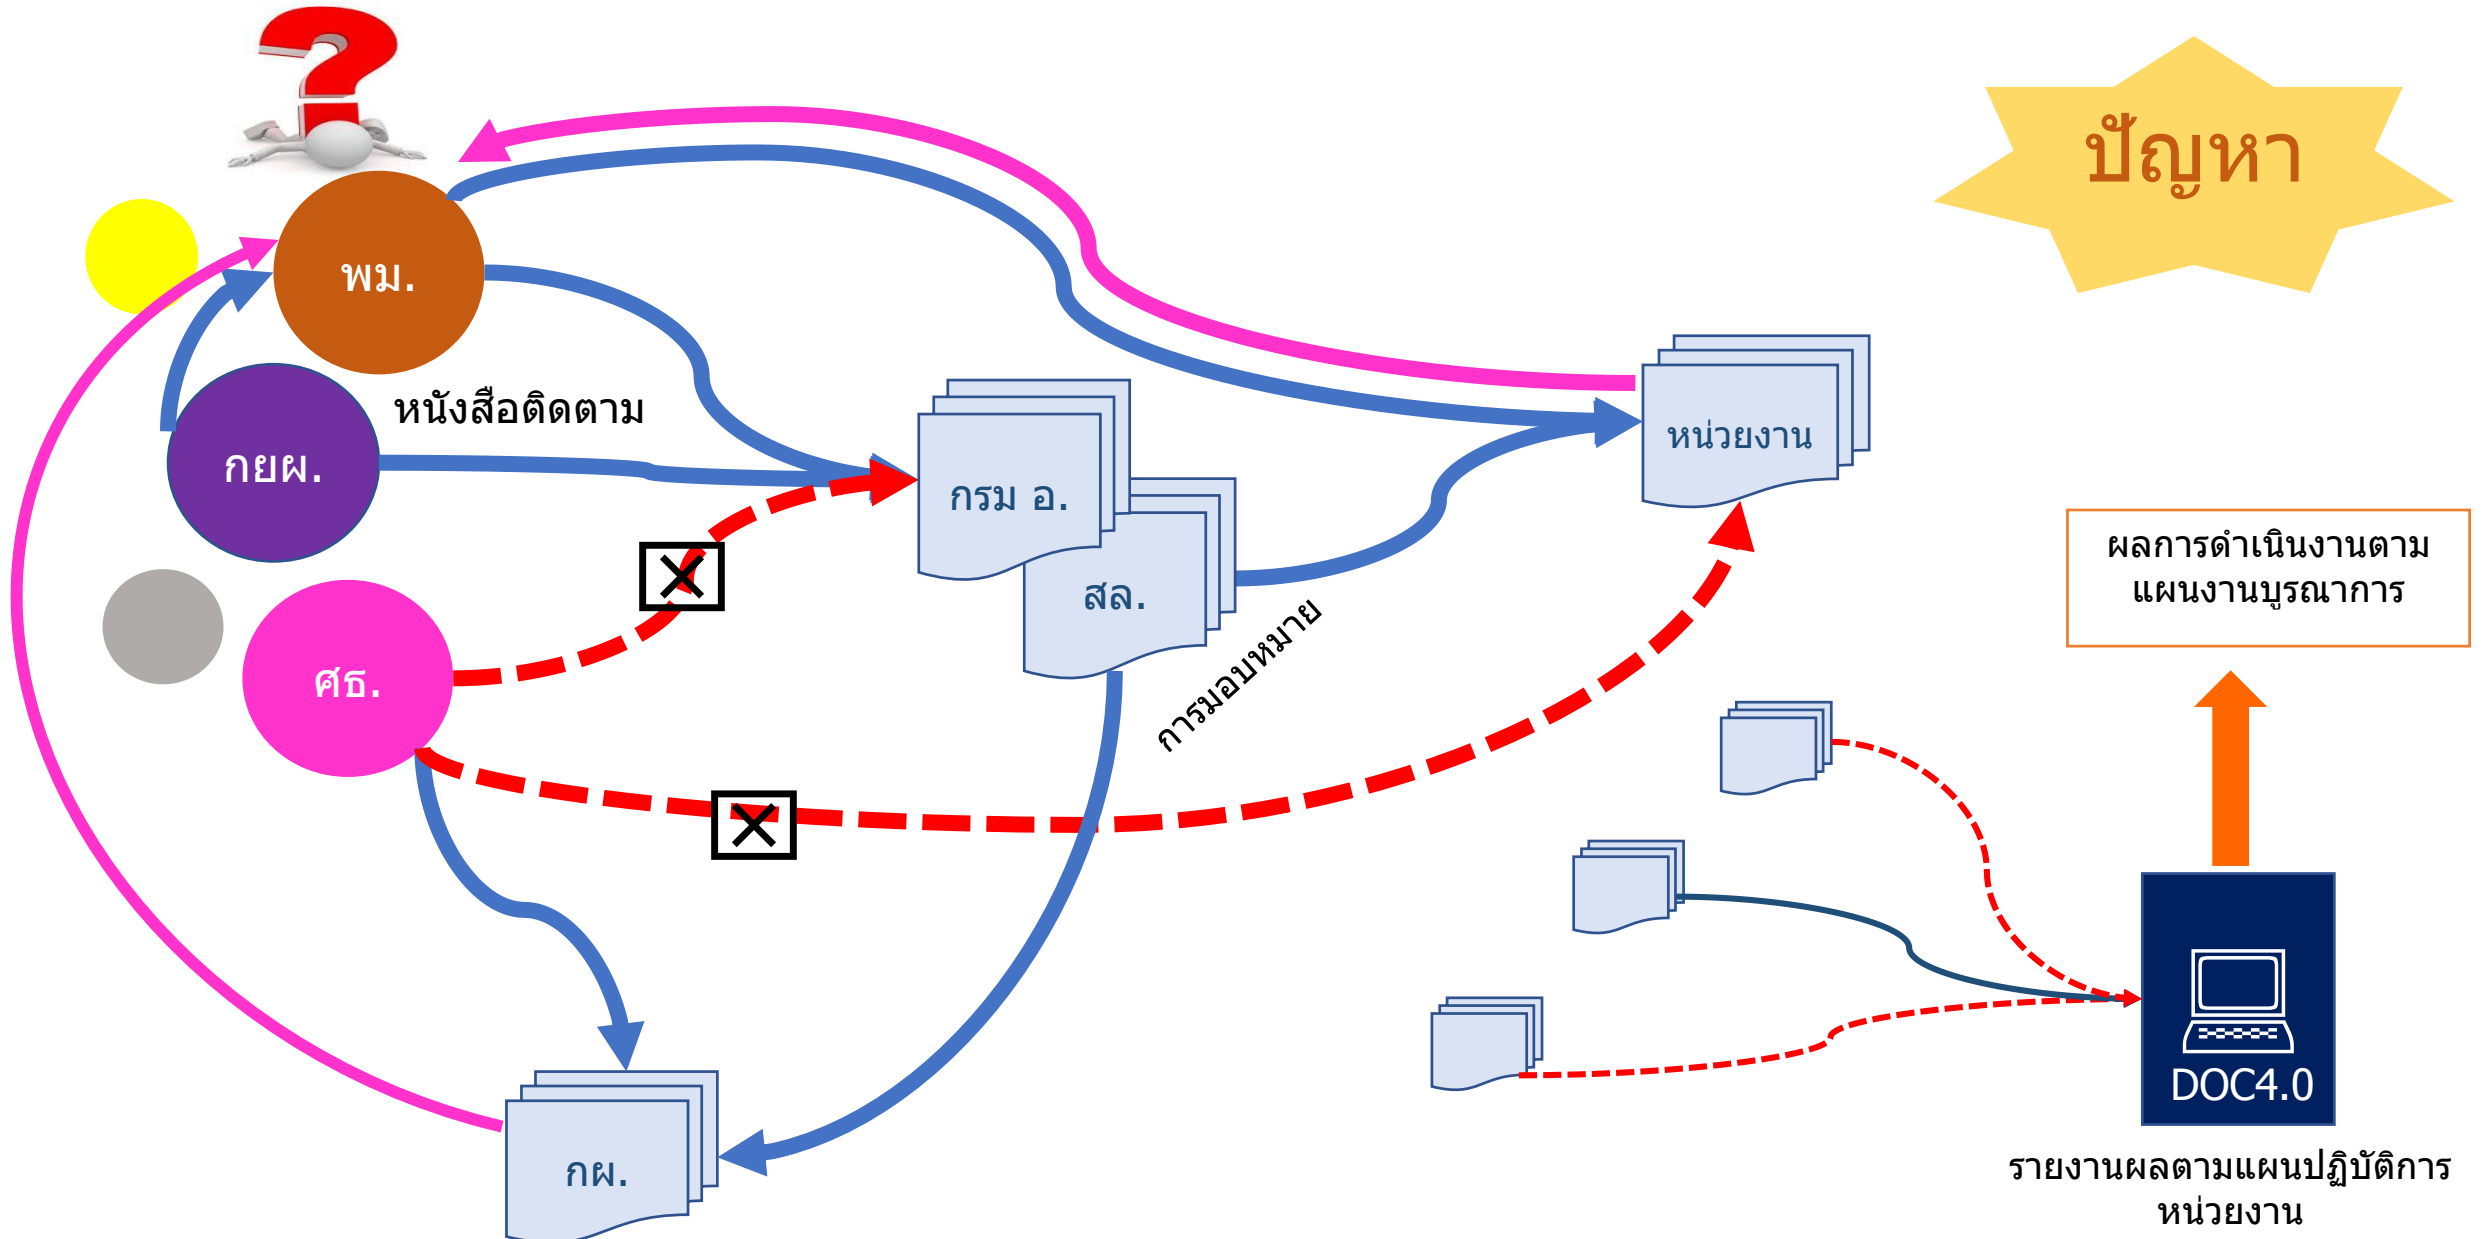 ปัญหา
พม.
หนังสือติดตาม
กยผ.
หน่วยงาน
กรม อ.
สล.
ศธ.
การมอบหมาย
ผลการดำเนินงานตาม
แผนงานบูรณาการ
DOC4.0
กผ.
รายงานผลตามแผนปฏิบัติการ
หน่วยงาน